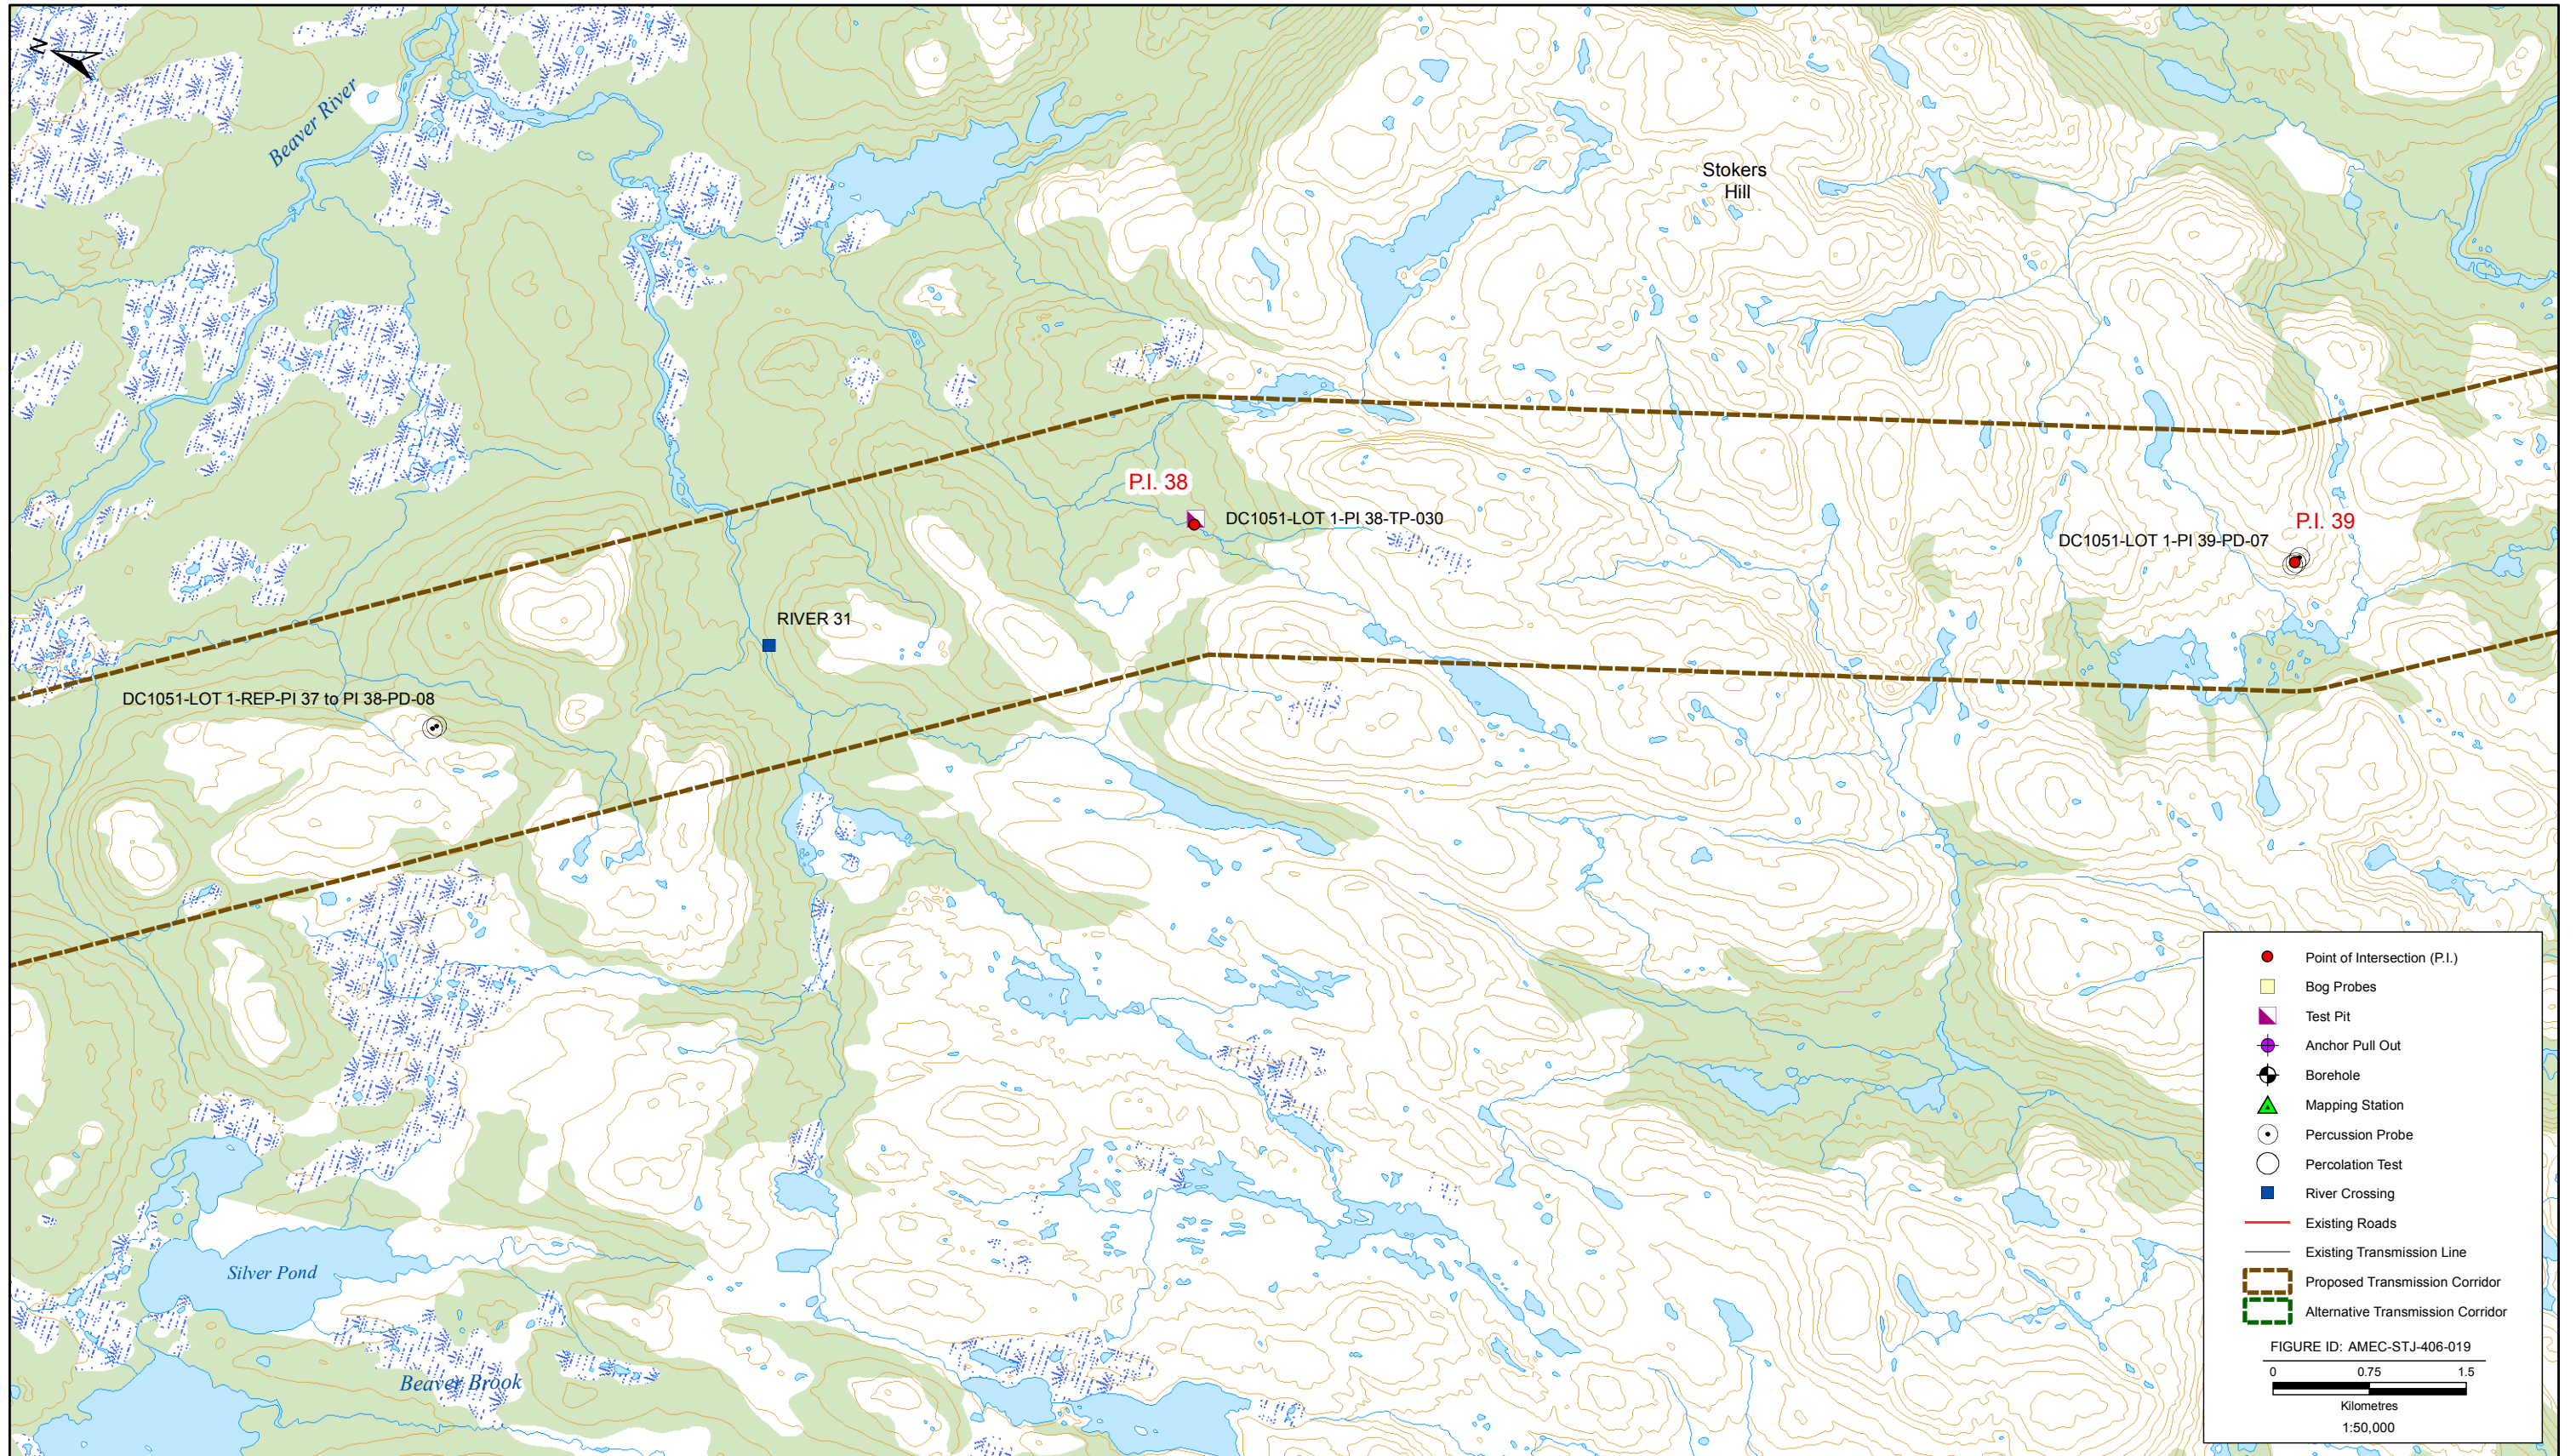 N
Beaver River
Stokers
Hill
P.I. 38
DC1051-LOT 1-PI 38-TP-030
P.I. 39
DC1051-LOT 1-PI 39-PD-07
RIVER 31
DC1051-LOT 1-REP-PI 37 to PI 38-PD-08
Silver Pond
Beaver Brook
Point of Intersection (P.I.)
Bog Probes
Test Pit
Anchor Pull Out
Borehole
Mapping Station
Percussion Probe
Percolation Test
River Crossing
Existing Roads
Existing Transmission Line
Proposed Transmission Corridor
Alternative Transmission Corridor
FIGURE ID: AMEC-STJ-406-019
0 0.75 1.5
Kilometres
1:50,000